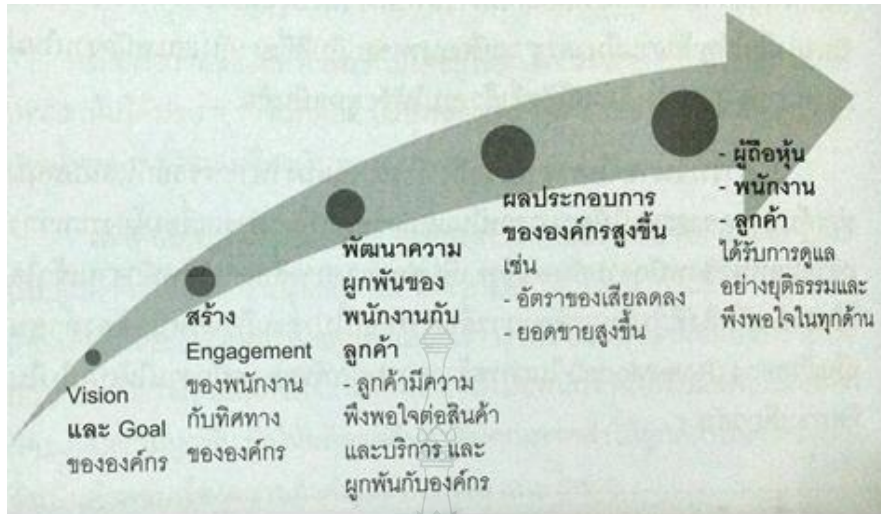 Vision
และ Goal
ขององค์กร
สร้าง
Engagement
ของพนักงาน
กับทิศทาง
ขององค์กร
พัฒนาความ
ผูกพันของ
พนักงานกับ
ลูกค้า
- ลูกค้ามีความ
พึงพอใจต่อสินค้า
และบริการ และ
ผูกพันกับองค์กร
ผลประกอบการ
ขององค์กรสูงขึ้น
เช่น
- อัตราของเสียลดลง
- ยอดขายสูงขึ้น
- ผู้ถือหุ้น
- พนักงาน
- ลูกค้า
ได้รับการดูแล
อย่างยุติธรรมและ
พึงพอใจในทุกด้าน